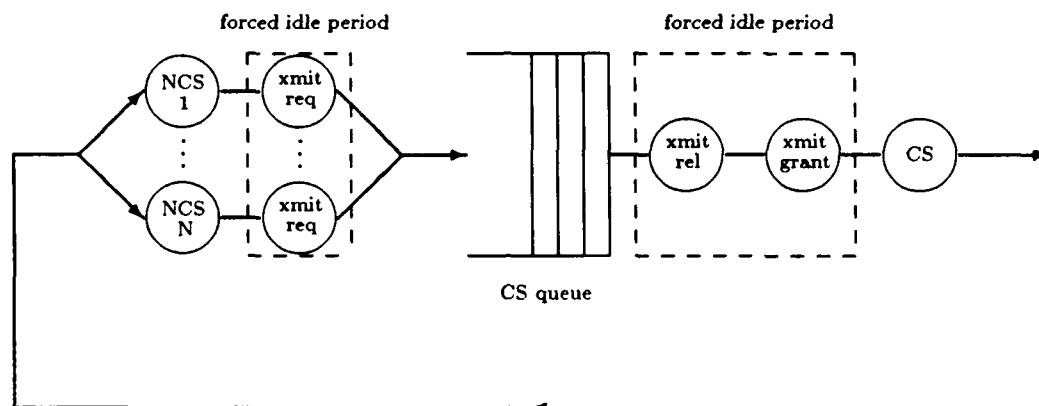 forced idle period
forced idle period
NCS
1
xmit
req
⋮
⋮
xmit
rel
xmit
grant
CS
NCS
N
xmit
req
CS queue